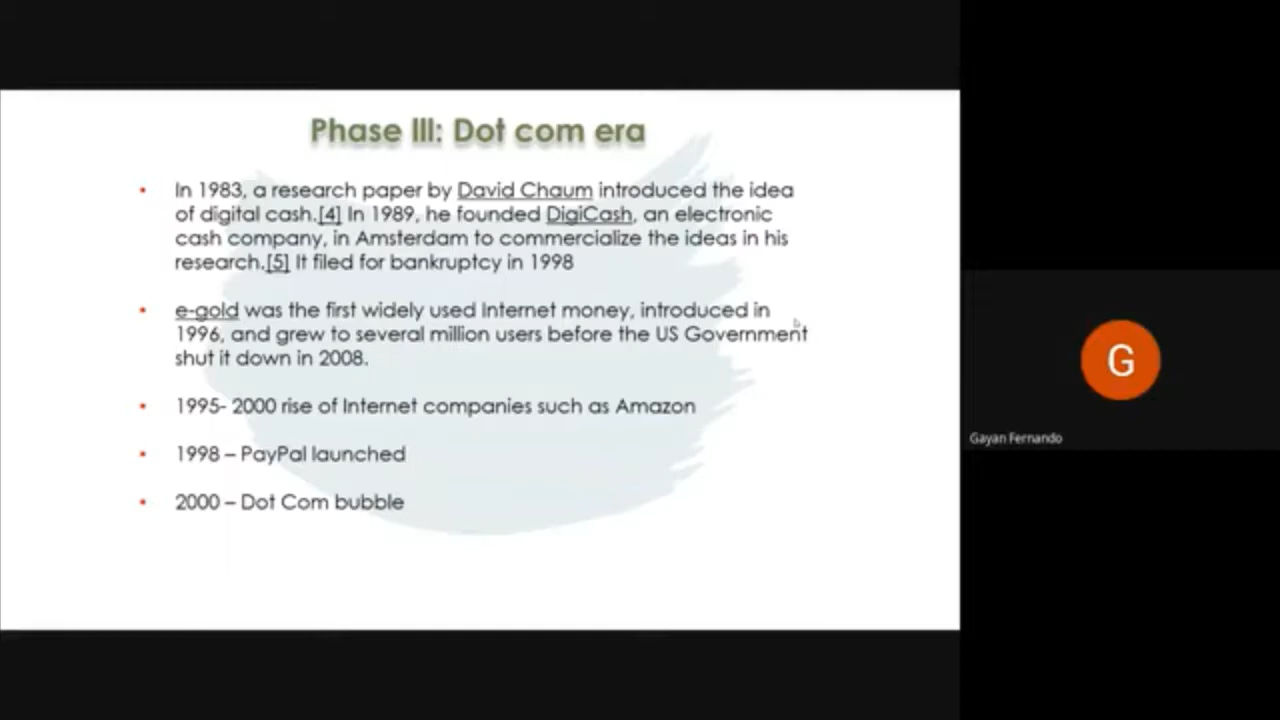 Phase III: Dot com era
• In 1983, a research paper by David Chaum introduced the idea
of digital cash.[4] In 1989, he founded DigiCash, an electronic
cash company, in Amsterdam to commercialize the ideas in his
research.[5] It filed for bankruptcy in 1998
• e-gold was the first widely used Internet money, introduced in
1996, and grew to several million users before the US Government
shut it down in 2008.
• 1995- 2000 rise of Internet companies such as Amazon
• 1998 – PayPal launched
• 2000 – Dot Com bubble
G
Gayan Fernando